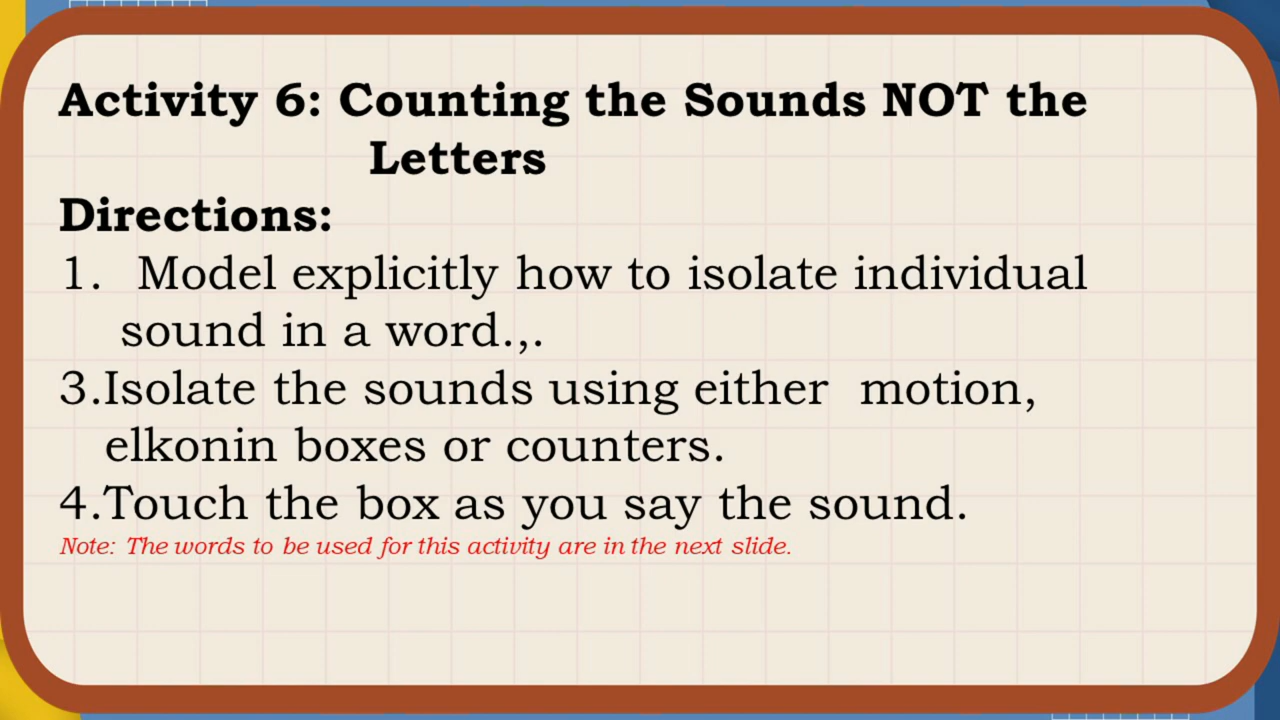 Activity 6: Counting the Sounds NOT the
Letters
Directions:
1. Model explicitly how to isolate individual
sound in a word.,.
3.Isolate the sounds using either motion,
elkonin boxes or counters.
4.Touch the box as you say the sound.
Note: The words to be used for this activity are in the next slide.